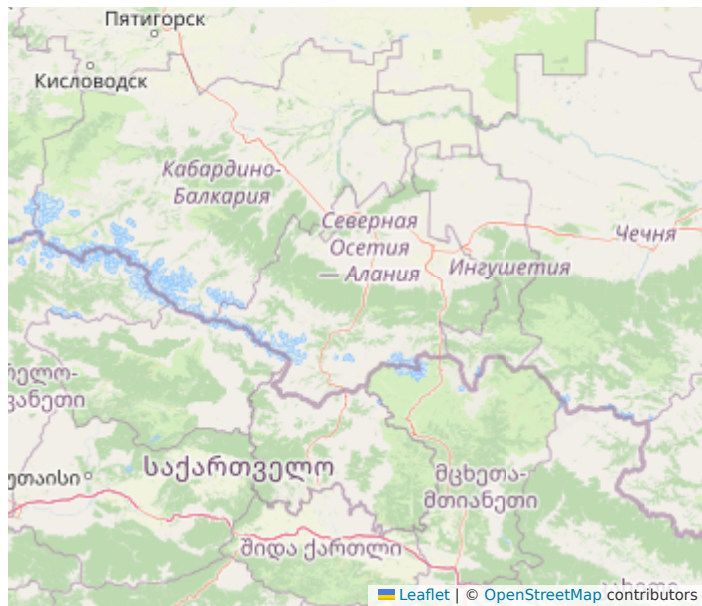 Пятигорск
Кисловодск
Кабардино-
Балкария
Северная
Осетия
— Алания
Чечня
Ингушетия
საქართველო
მცხეთა-
მთიანეთი
შიდა ქართლი
Leaflet | © OpenStreetMap contributors